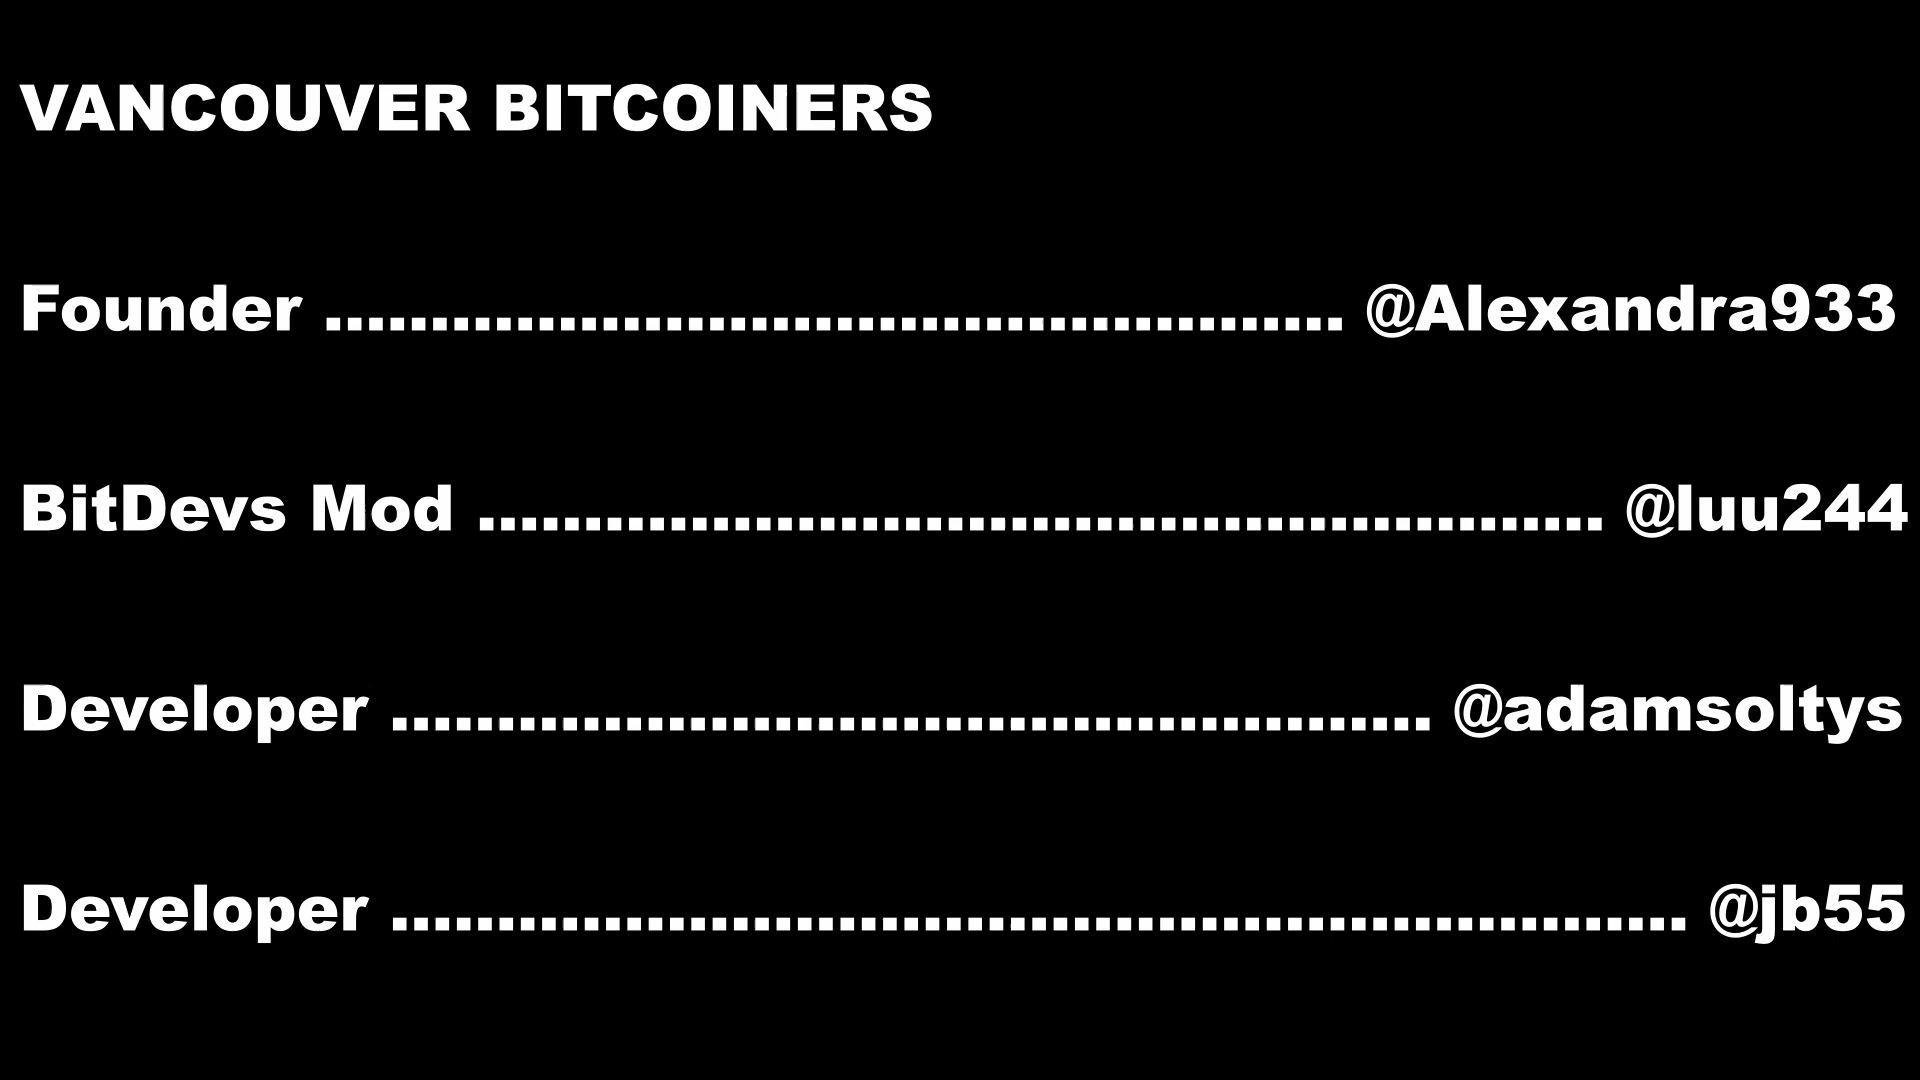 VANCOUVER BITCOINERS
Founder ................................................ @Alexandra933
BitDevs Mod ..................................................... @luu244
Developer ................................................. @adamsoltys
Developer ............................................................. @jb55